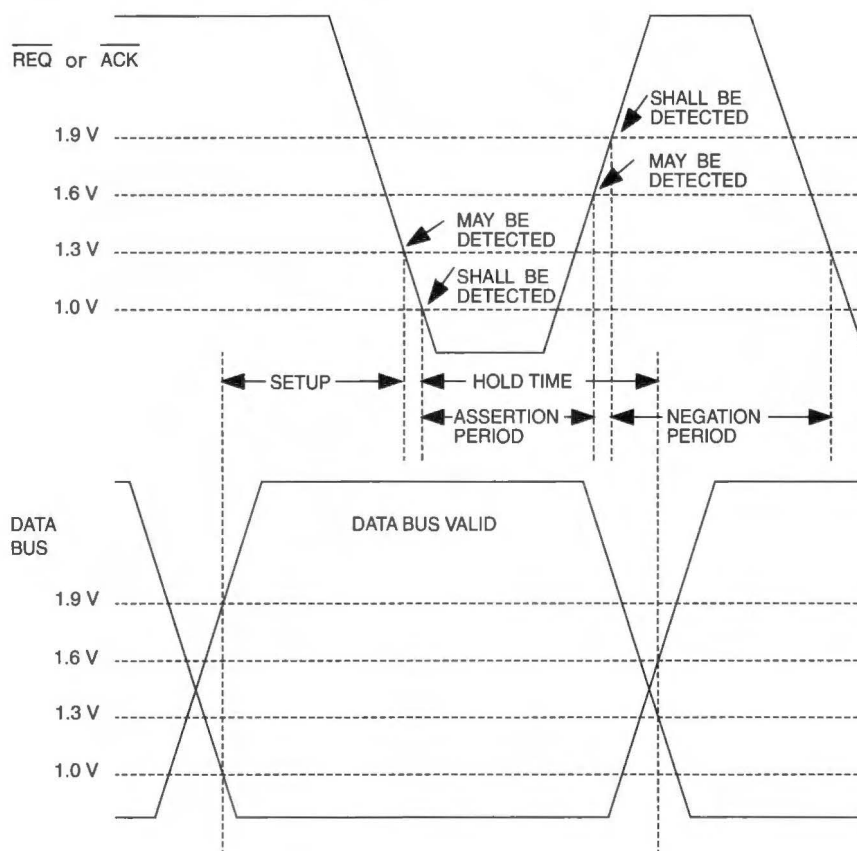 REQ or ACK
SHALL BE
DETECTED
1.9 V
MAY BE
DETECTED
1.6 V
MAY BE
DETECTED
1.3 V
SHALL BE
DETECTED
1.0 V
SETUP
HOLD TIME
ASSERTION
PERIOD
NEGATION
PERIOD
DATA
BUS
DATA BUS VALID
1.9 V
1.6 V
1.3 V
1.0 V